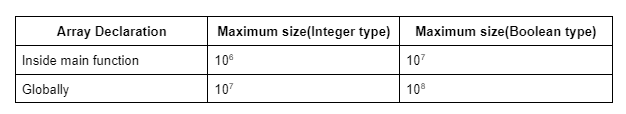 Array Declaration Maximum size(Integer type) Maximum size(Boolean type)
Inside main function 10⁶ 10⁷
Globally 10⁷ 10⁸